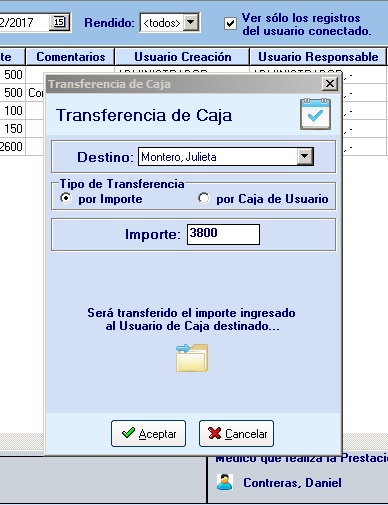 2/2017 15 Rendido: <todos> Ver sólo los registros
del usuario conectado.
te Comentarios Usuario Creación Usuario Responsable
500
500 Co
100
150
2600
Transferencia de Caja
Transferencia de Caja
Destino: Montero, Julieta
Tipo de Transferencia
por Importe por Caja de Usuario
Importe: 3800
Será transferido el importe ingresado
al Usuario de Caja destinado...
Aceptar Cancelar
Médico que realiza la Prestació
Contreras, Daniel